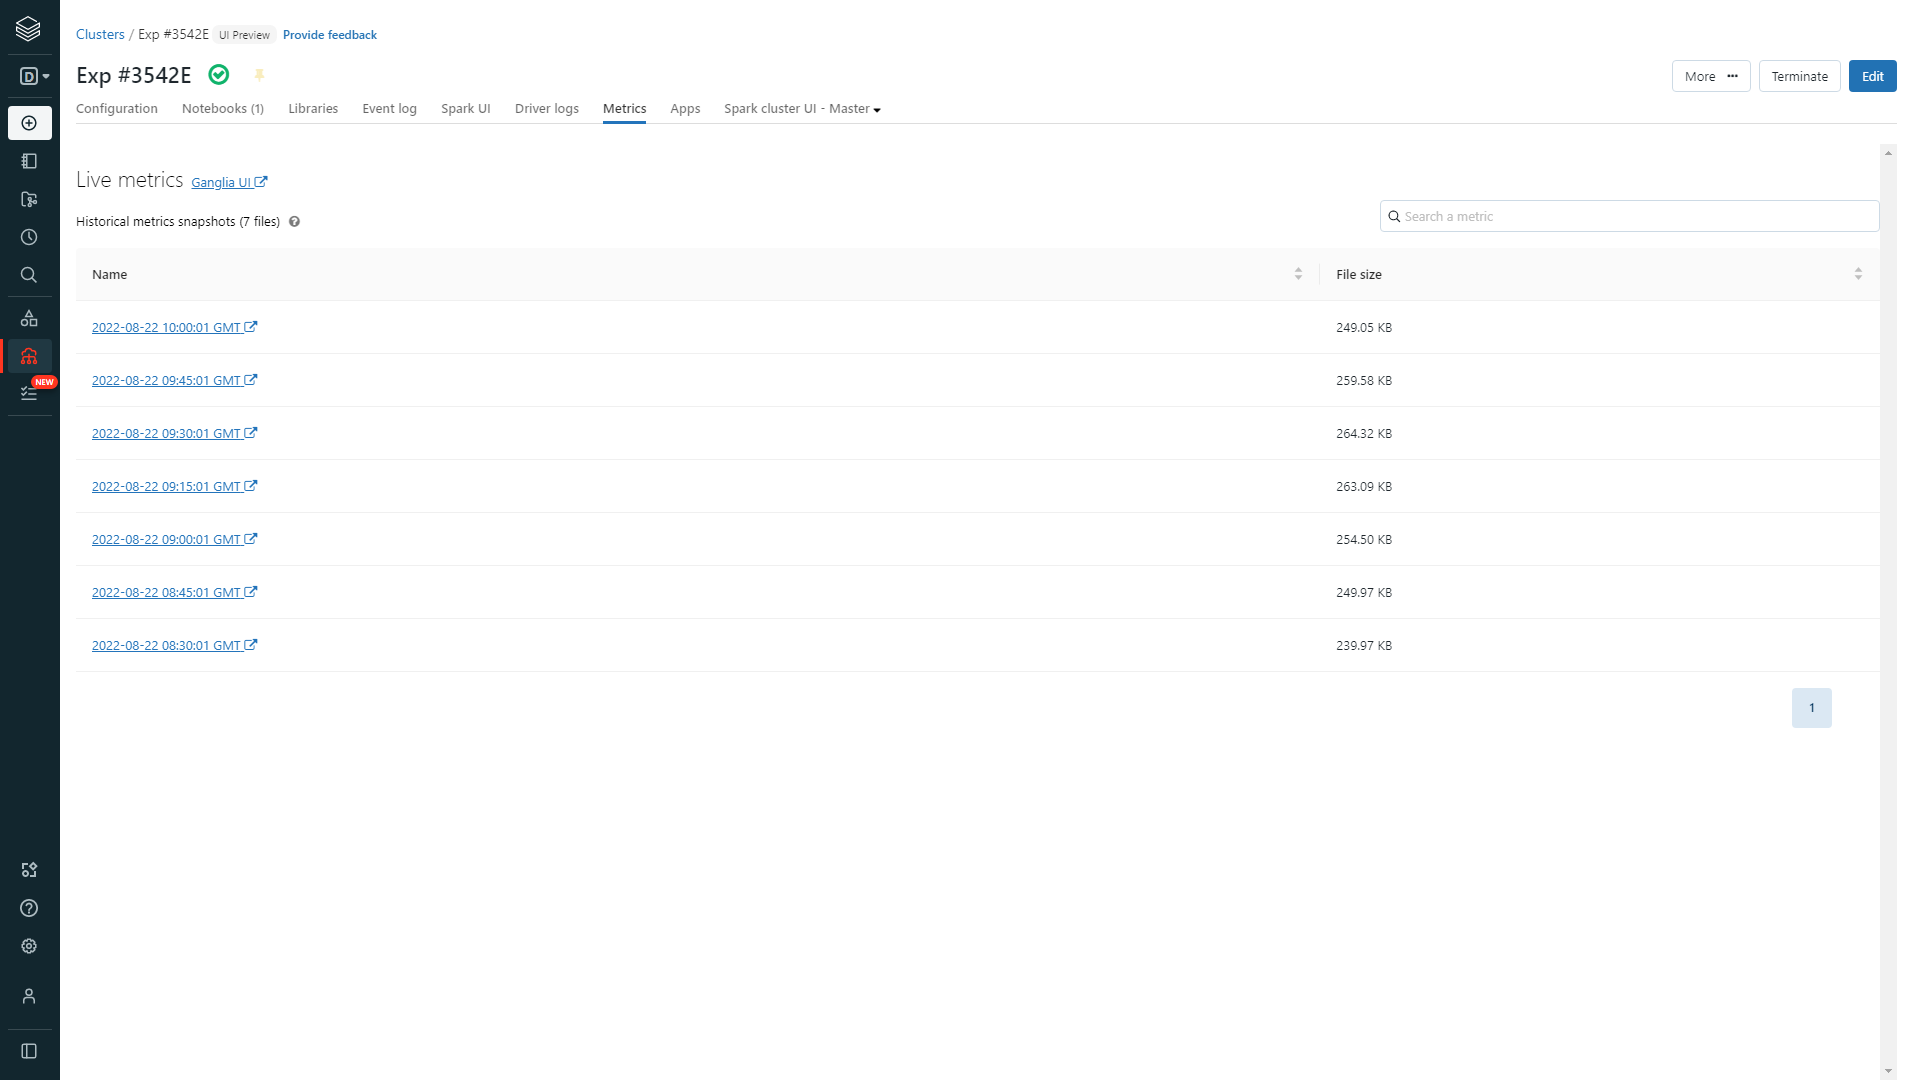 Clusters / Exp #3542E UI Preview Provide feedback
D
Exp #3542E
More ••• Terminate Edit
Configuration Notebooks (1) Libraries Event log Spark UI Driver logs Metrics Apps Spark cluster UI - Master
Live metrics Ganglia UI
Historical metrics snapshots (7 files) ?
Search a metric
Name File size
2022-08-22 10:00:01 GMT 249.05 KB
2022-08-22 09:45:01 GMT 259.58 KB
NEW
2022-08-22 09:30:01 GMT 264.32 KB
2022-08-22 09:15:01 GMT 263.09 KB
2022-08-22 09:00:01 GMT 254.50 KB
2022-08-22 08:45:01 GMT 249.97 KB
2022-08-22 08:30:01 GMT 239.97 KB
1